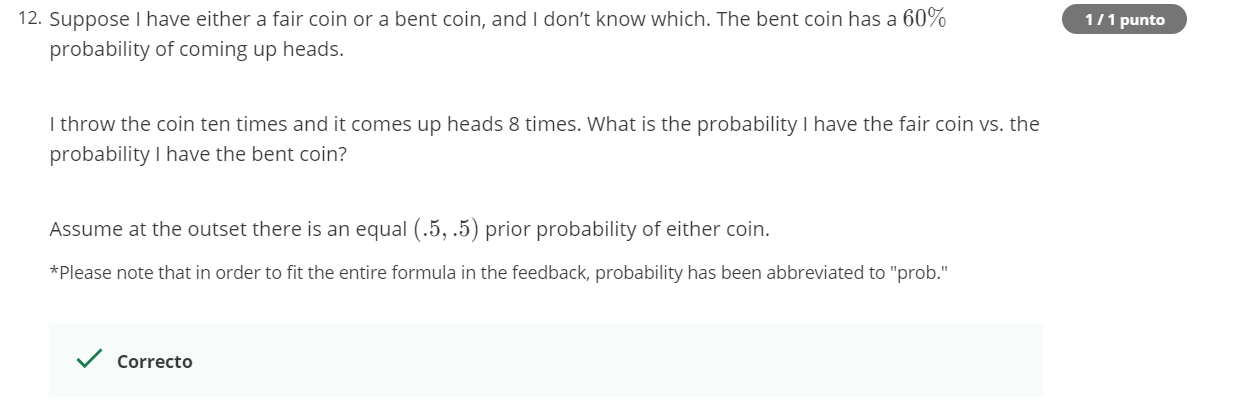 12. Suppose I have either a fair coin or a bent coin, and I don’t know which. The bent coin has a 60%
1 / 1 punto
probability of coming up heads.
I throw the coin ten times and it comes up heads 8 times. What is the probability I have the fair coin vs. the
probability I have the bent coin?
Assume at the outset there is an equal (.5, .5) prior probability of either coin.
*Please note that in order to fit the entire formula in the feedback, probability has been abbreviated to "prob."
Correcto